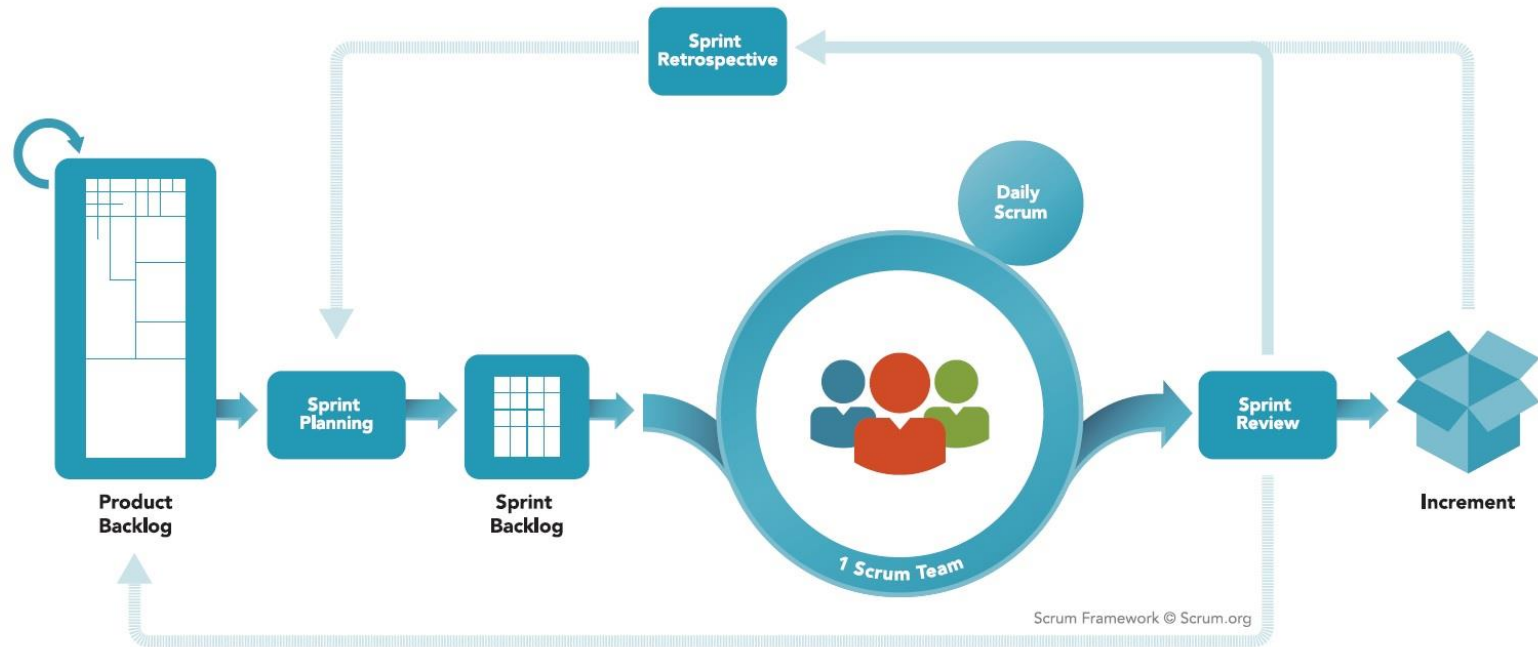 Sprint
Retrospective
Daily
Scrum
Sprint
Planning
Sprint
Review
Product
Backlog
Sprint
Backlog
Increment
1 Scrum Team
Scrum Framework © Scrum.org